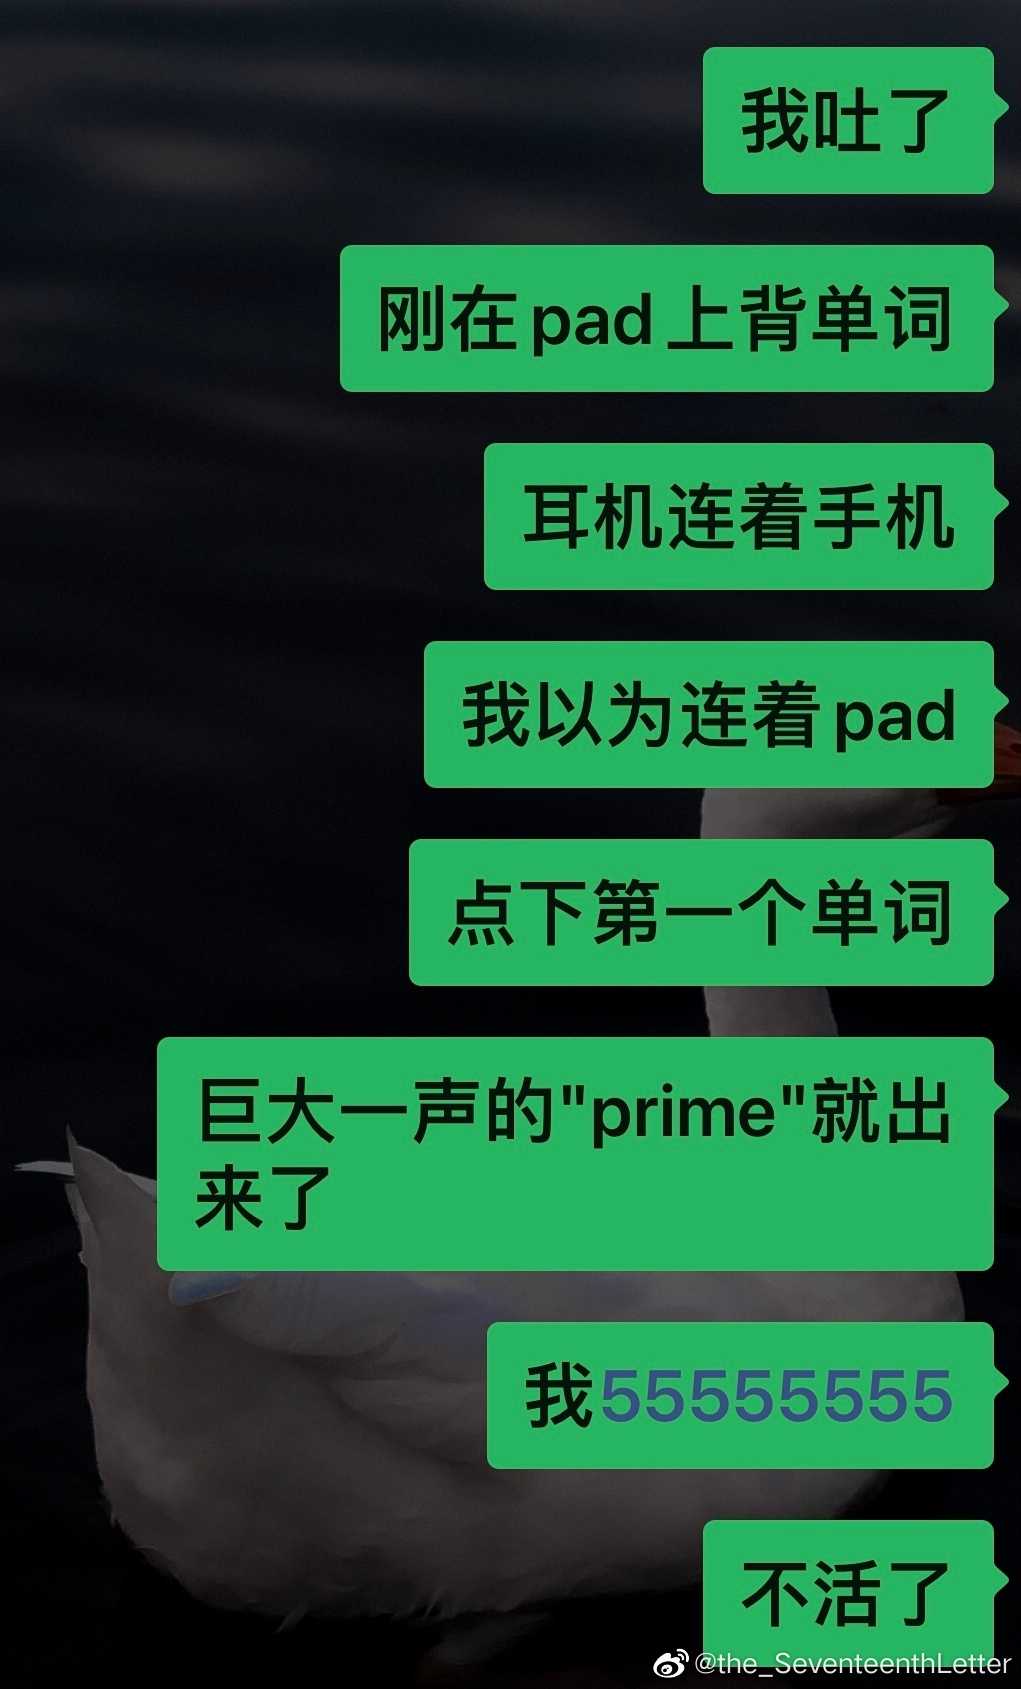 我吐了
刚在pad上背单词
耳机连着手机
我以为连着pad
点下第一个单词
巨大一声的"prime"就出
来了
我55555555
不活了
@the_SeventeenthLetter